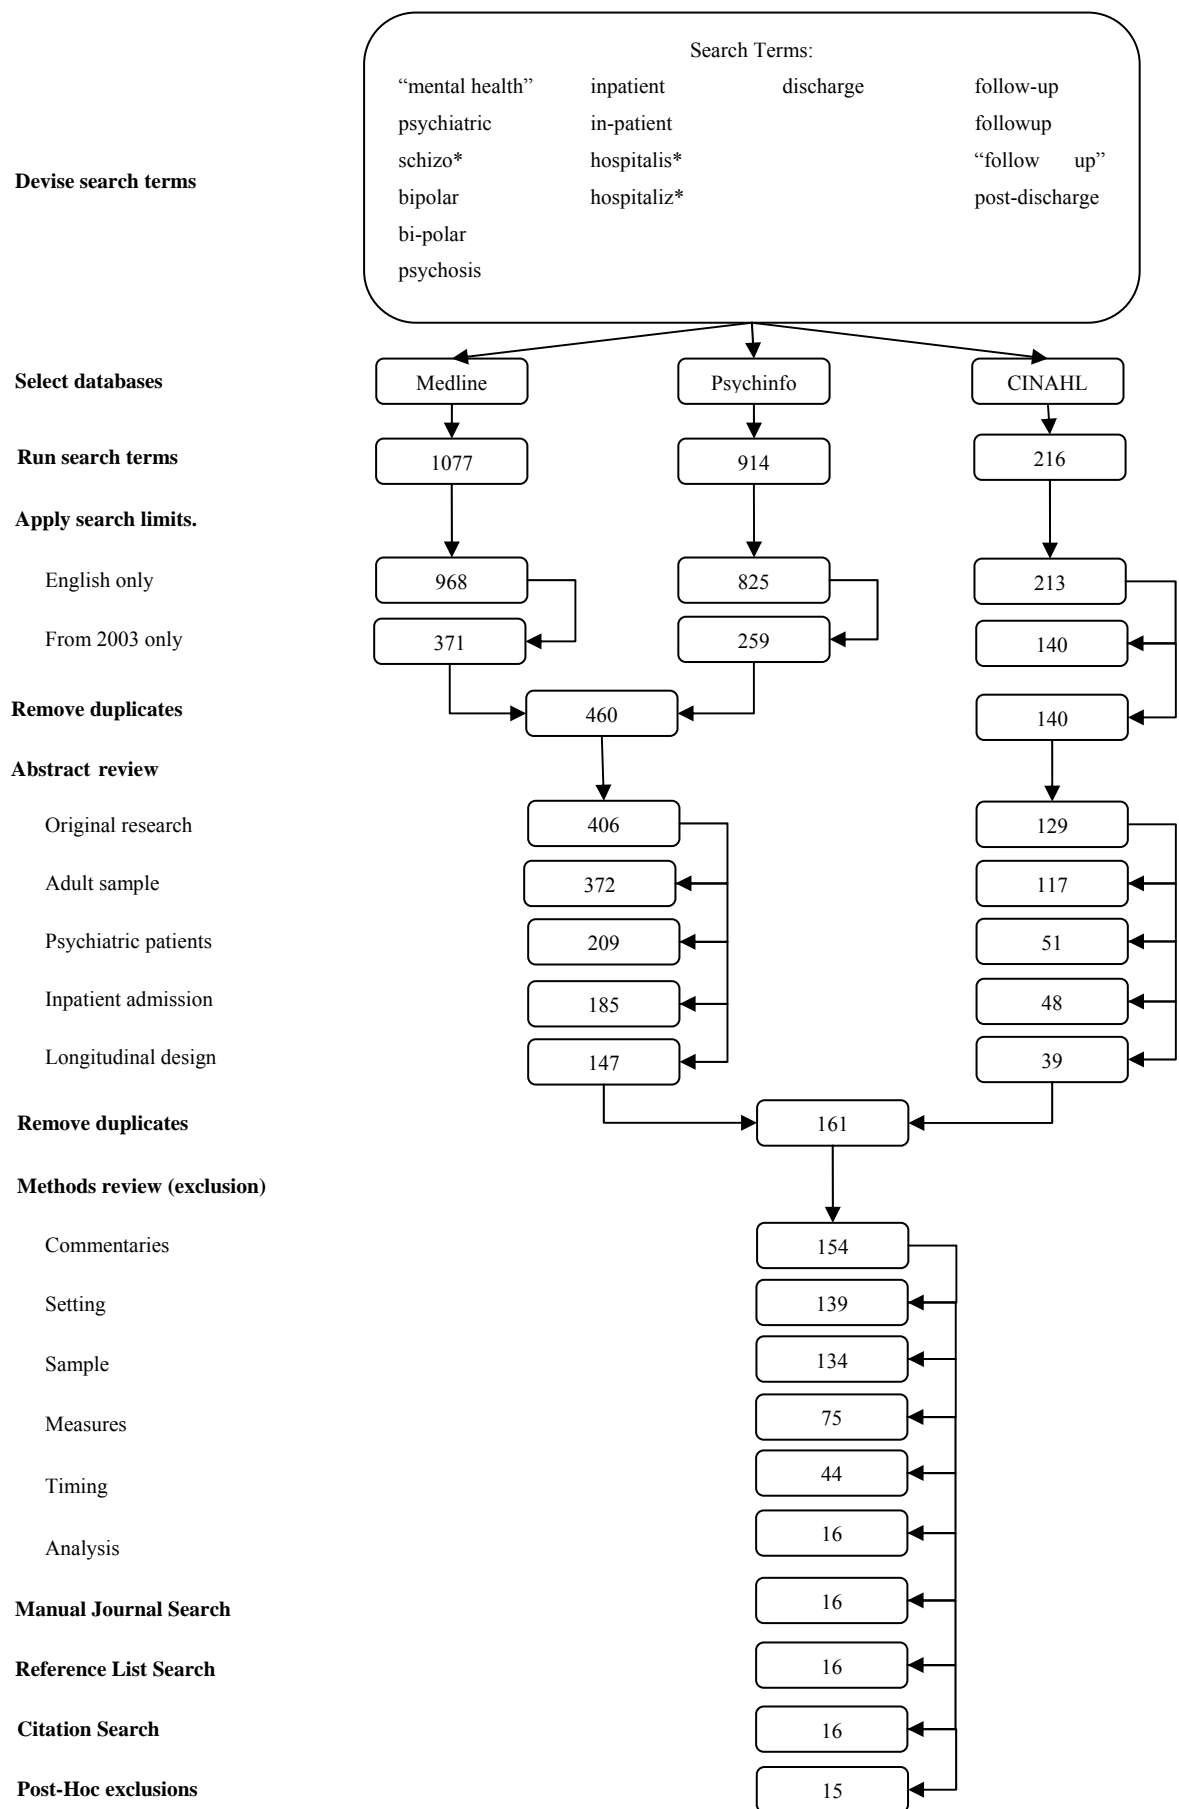 Search Terms:
“mental health” inpatient discharge follow-up
psychiatric in-patient followup
schizo* hospitalis* “follow up”
Devise search terms
bipolar hospitaliz* post-discharge
bi-polar
psychosis
Select databases Medline Psychinfo CINAHL
Run search terms 1077 914 216
Apply search limits.
English only 968 825 213
From 2003 only 371 259 140
Remove duplicates 460 140
Abstract review
Original research 406 129
Adult sample 372 117
Psychiatric patients 209 51
Inpatient admission 185 48
Longitudinal design 147 39
Remove duplicates 161
Methods review (exclusion)
Commentaries 154
Setting 139
Sample 134
Measures 75
Timing 44
Analysis 16
Manual Journal Search 16
Reference List Search 16
Citation Search 16
Post-Hoc exclusions 15